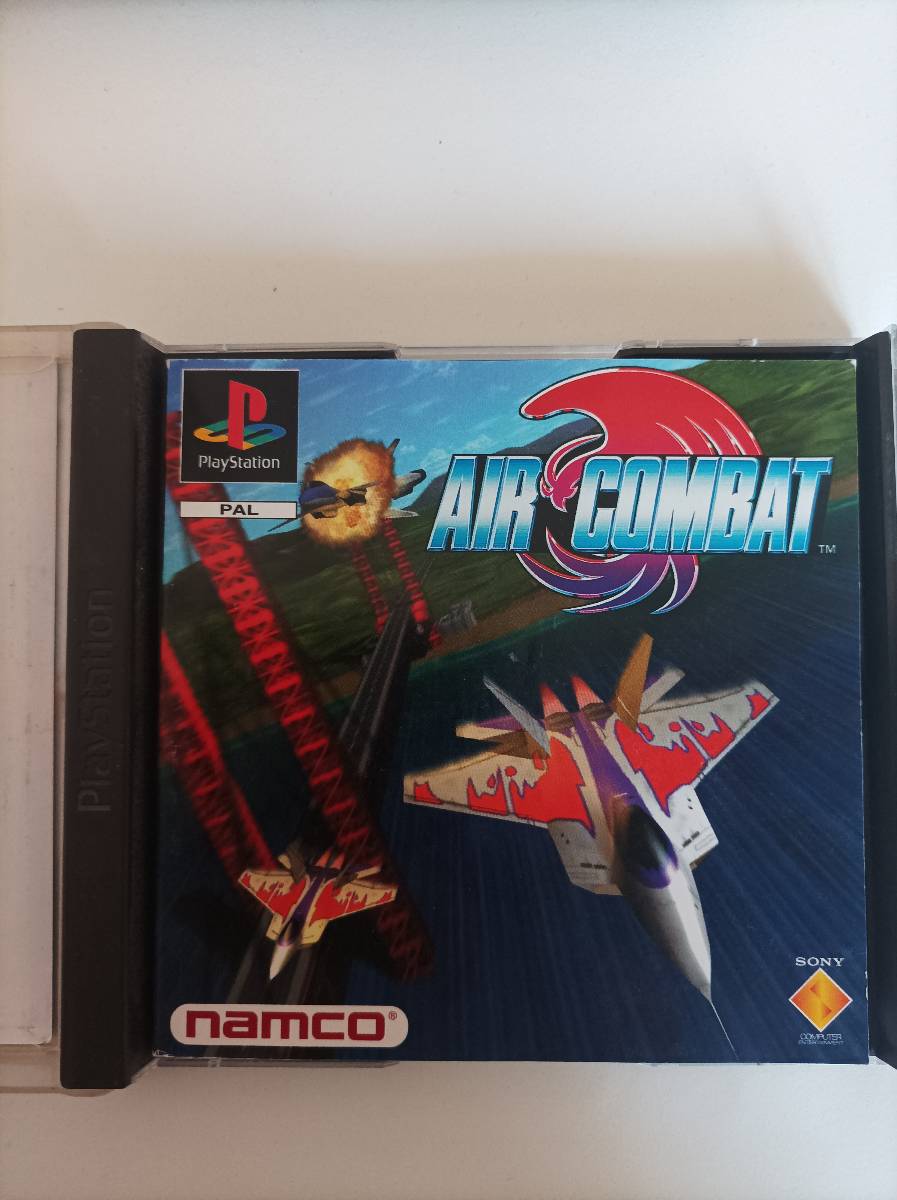 PlayStation
PAL
AIR COMBAT
TM
PlayStation
namco®
SONY
COMPUTER
ENTERTAINMENT